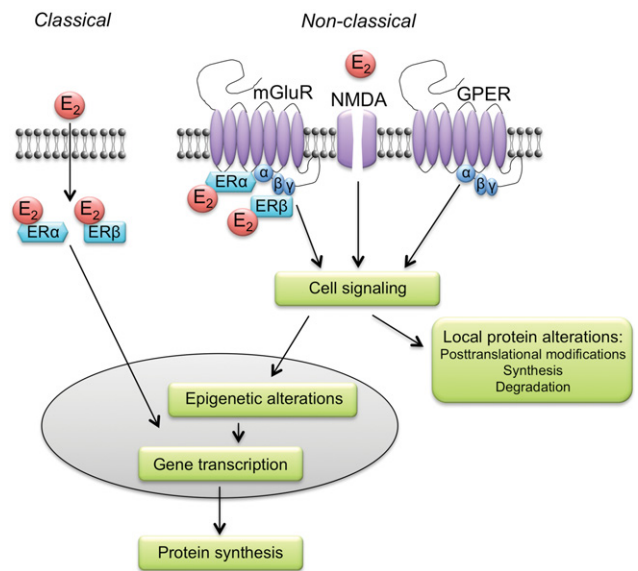 Classical
Non-classical
E2
mGluR
NMDA
GPER
E2
α
β
γ
α
β
γ
ERα
E2
ERβ
E2
E2
ERα
E2
ERβ
Cell signaling
Local protein alterations:
Posttranslational modifications
Synthesis
Degradation
Epigenetic alterations
Gene transcription
Protein synthesis